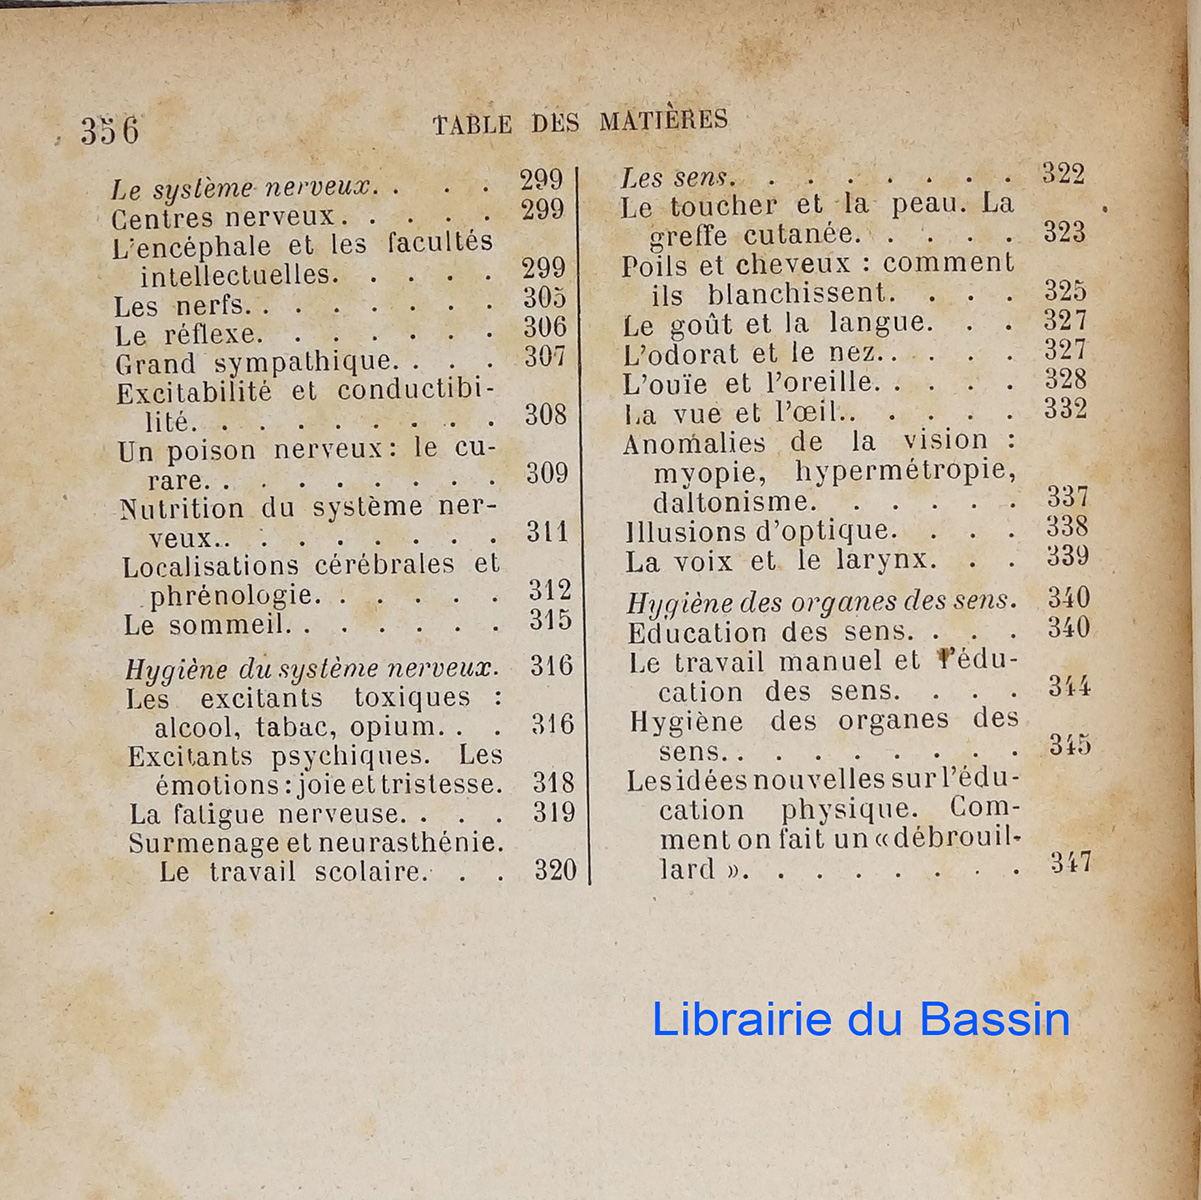 356
TABLE DES MATIÈRES
Le système nerveux. . . . 299
Centres nerveux. . . . . 299
L'encéphale et les facultés
intellectuelles. . . . . 299
Les nerfs. . . . . . . . 305
Le réflexe. . . . . . . 306
Grand sympathique. . . . 307
Excitabilité et conductibi-
lité. . . . . . . . . 308
Un poison nerveux : le cu-
rare. . . . . . . . . 309
Nutrition du système ner-
veux.. . . . . . . . 311
Localisations cérébrales et
phrénologie. . . . . . 312
Le sommeil. . . . . . . 315
Hygiène du système nerveux. 316
Les excitants toxiques :
alcool, tabac, opium. . . 316
Excitants psychiques. Les
émotions : joie et tristesse. 318
La fatigue nerveuse. . . . 319
Surmenage et neurasthénie.
Le travail scolaire. . . 320
Les sens. . . . . . . . 322
Le toucher et la peau. La
greffe cutanée. . . . . 323
Poils et cheveux : comment
ils blanchissent. . . . 325
Le goût et la langue. . . 327
L'odorat et le nez.. . . . 327
L'ouïe et l'oreille. . . . . 328
La vue et l'œil.. . . . . 332
Anomalies de la vision :
myopie, hypermétropie,
daltonisme. . . . . . 337
Illusions d'optique. . . . 338
La voix et le larynx. . . 339
Hygiène des organes des sens. 340
Education des sens. . . . 340
Le travail manuel et l'édu-
cation des sens. . . . 344
Hygiène des organes des
sens. . . . . . . . . 345
Les idées nouvelles sur l'édu-
cation physique. Com-
ment on fait un « débrouil-
lard ». . . . . . . . 347
Librairie du Bassin